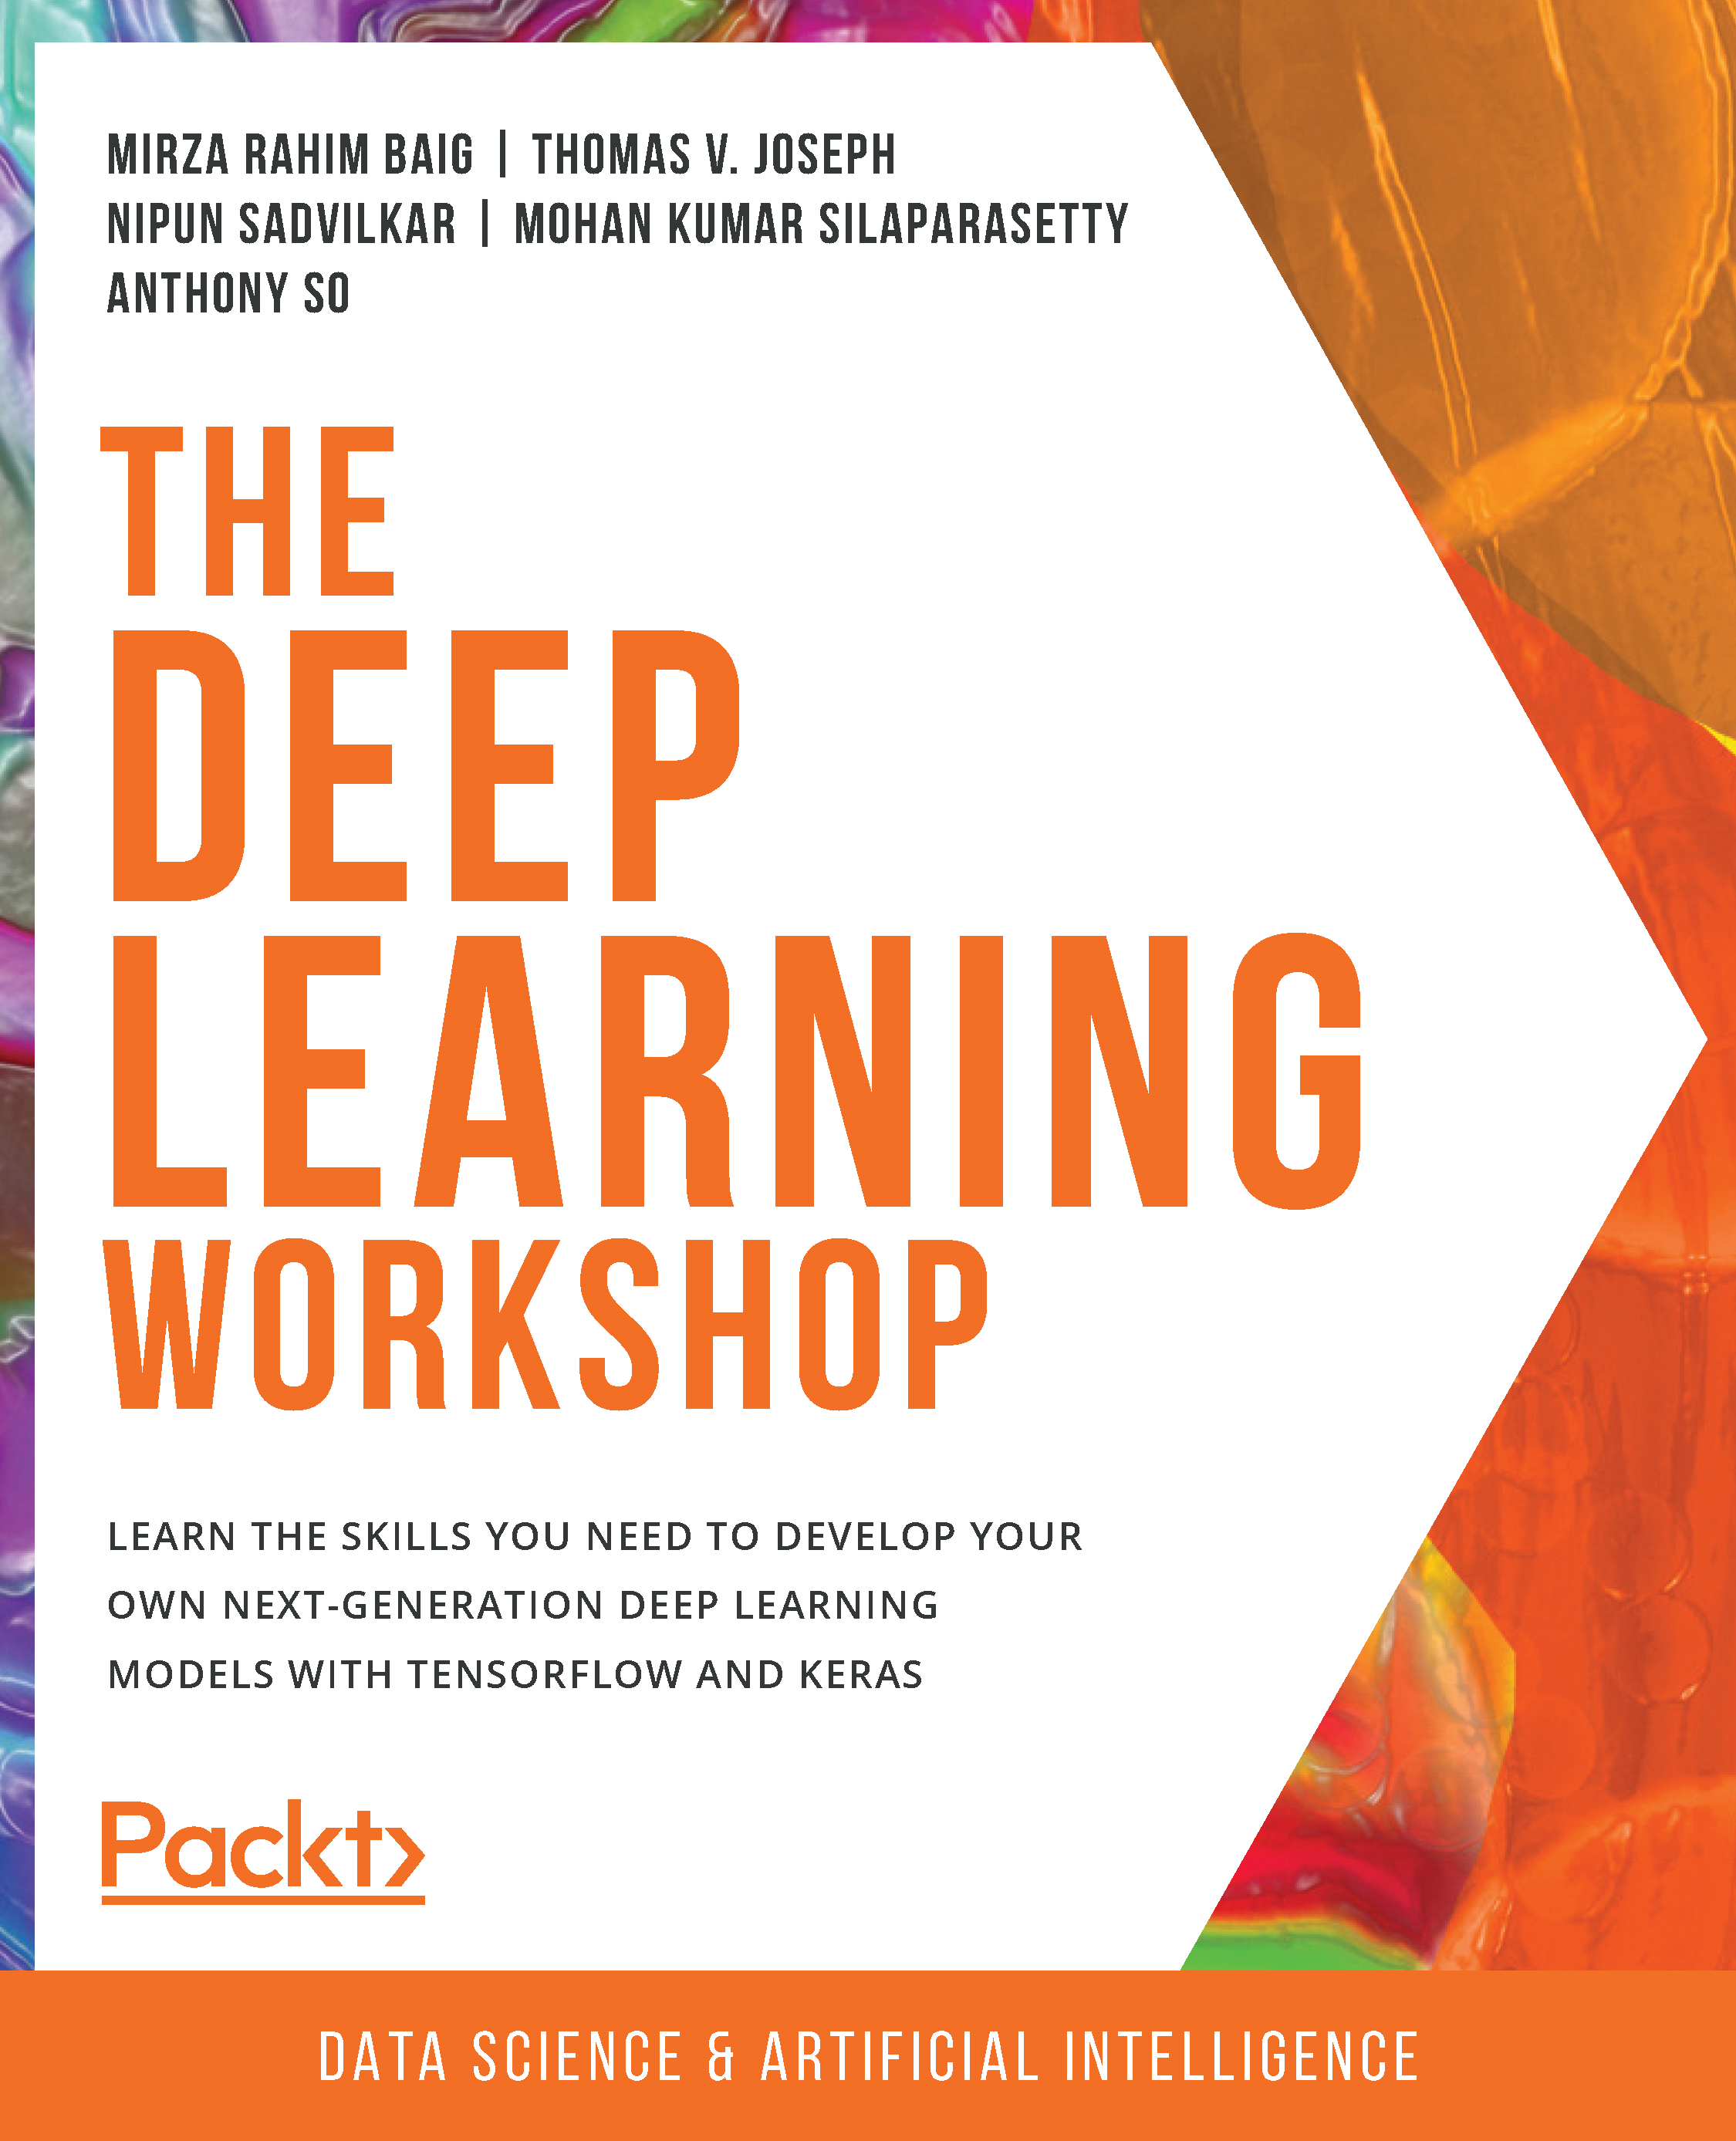 MIRZA RAHIM BAIG | THOMAS V. JOSEPH
NIPUN SADVILKAR | MOHAN KUMAR SILAPARASETTY
ANTHONY SO
THE
DEEP
LEARNING
WORKSHOP
LEARN THE SKILLS YOU NEED TO DEVELOP YOUR
OWN NEXT-GENERATION DEEP LEARNING
MODELS WITH TENSORFLOW AND KERAS
Packt>
DATA SCIENCE & ARTIFICIAL INTELLIGENCE